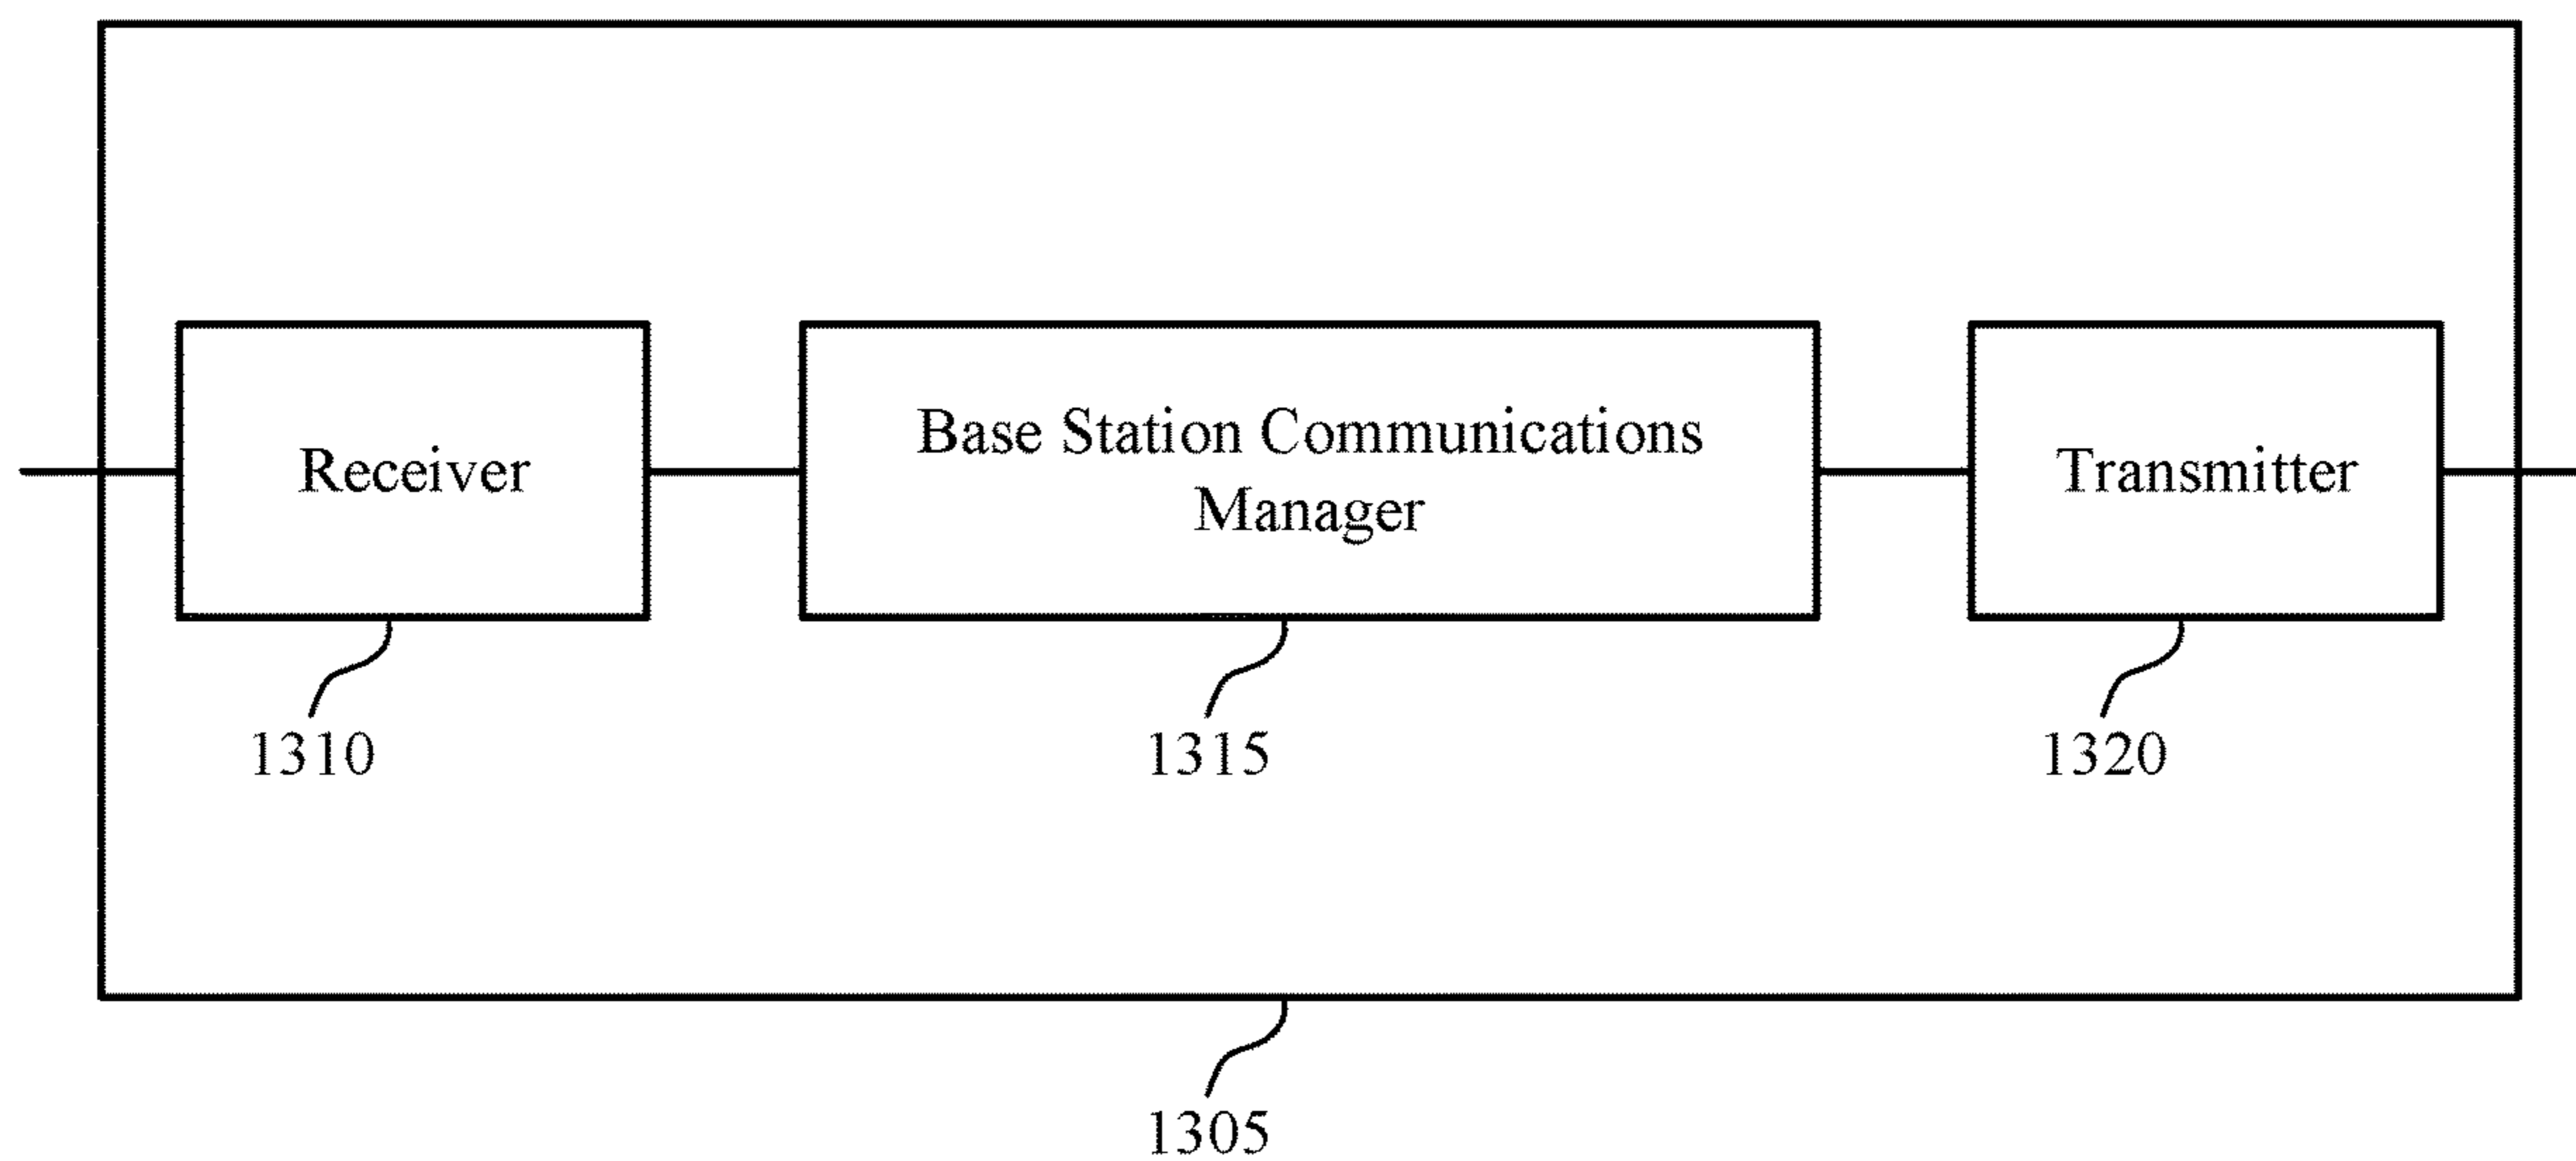 Receiver
Base Station Communications
Manager
Transmitter
1310
1315
1320
1305